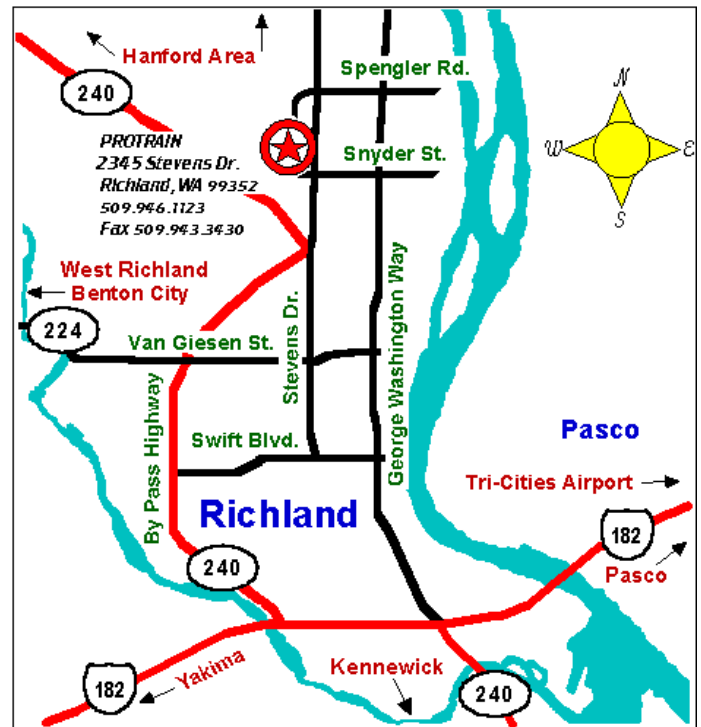 Hanford Area
240
Spengler Rd.
N
W
E
S
PROTRAIN
2345 Stevens Dr.
Richland, WA 99352
509.946.1123
Fax 509.943.3430
Snyder St.
West Richland
Benton City
224
Van Giesen St.
Stevens Dr.
George Washington Way
By Pass Highway
Swift Blvd.
Pasco
Tri-Cities Airport
Richland
182
Pasco
240
Yakima
Kennewick
182
240